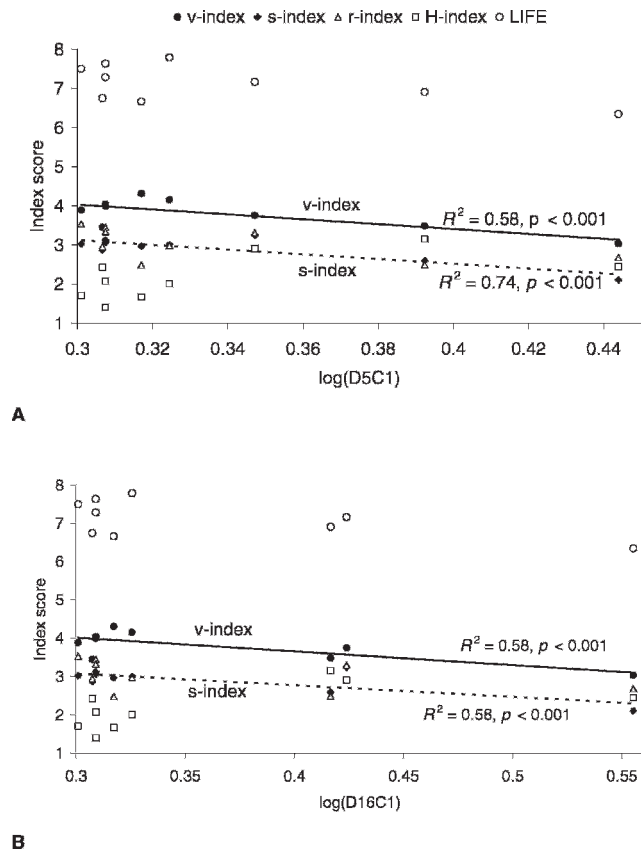 v-index s-index r-index H-index LIFE
8
7
6
5
4
3
2
1
Index score
v-index
R² = 0.58, p < 0.001
s-index
R² = 0.74, p < 0.001
0.3 0.32 0.34 0.36 0.38 0.4 0.42 0.44
log(D5C1)
A
8
7
6
5
4
3
2
1
Index score
v-index
R² = 0.58, p < 0.001
s-index
R² = 0.58, p < 0.001
0.3 0.35 0.4 0.45 0.5 0.55
log(D16C1)
B